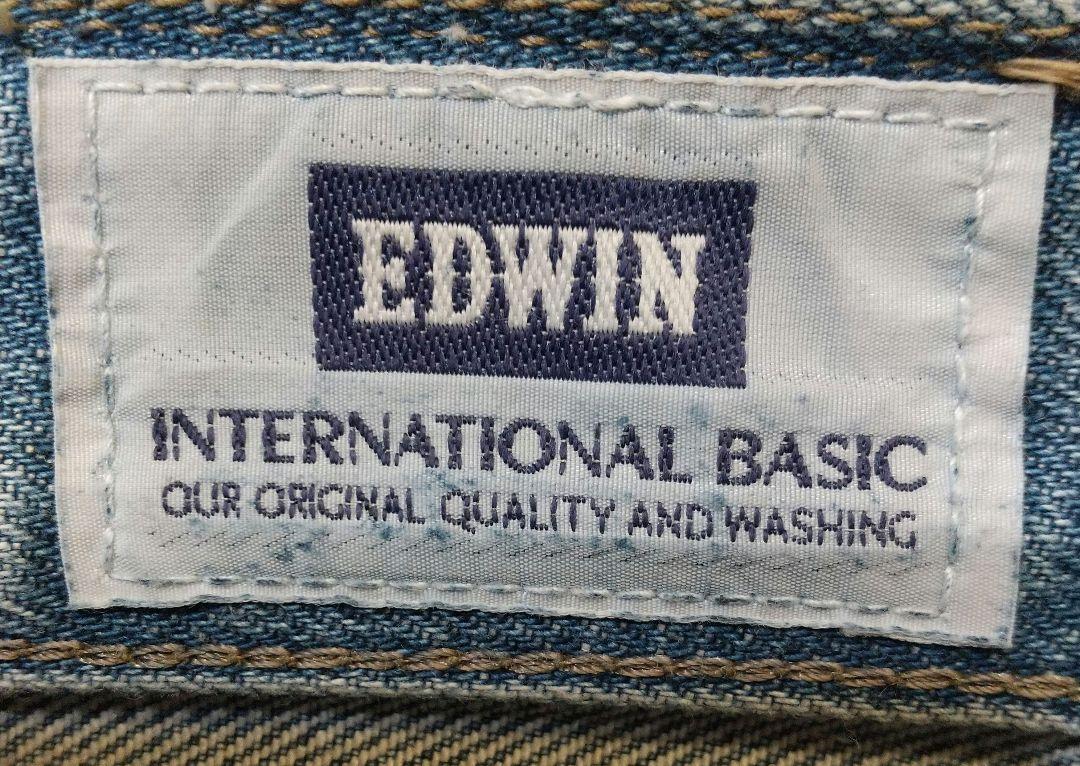 EDWIN
INTERNATIONAL BASIC
OUR ORIGINAL QUALITY AND WASHING